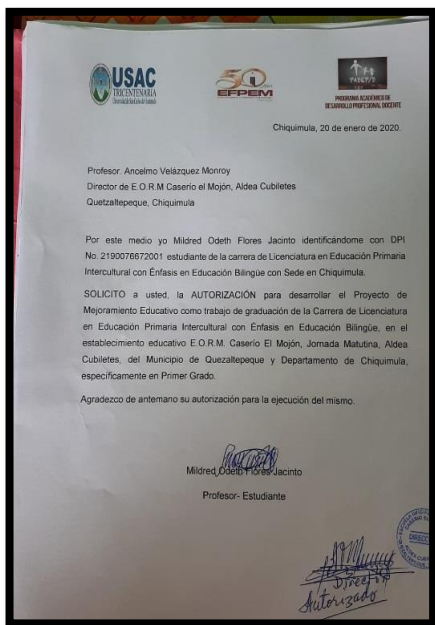 USAC
TRICENTENARIA
Universidad de San Carlos de Guatemala
50
EFPEM
PADEP/D
PROGRAMA ACADÉMICO DE
DESARROLLO PROFESIONAL DOCENTE
Chiquimula, 20 de enero de 2020.
Profesor. Ancelmo Velázquez Monroy
Director de E.O.R.M Caserío el Mojón, Aldea Cubiletes
Quetzaltepeque, Chiquimula
Por este medio yo Mildred Odeth Flores Jacinto identificándome con DPI
No. 2190076672001 estudiante de la carrera de Licenciatura en Educación Primaria
Intercultural con Énfasis en Educación Bilingüe con Sede en Chiquimula.
SOLICITO a usted, la AUTORIZACIÓN para desarrollar el Proyecto de
Mejoramiento Educativo como trabajo de graduación de la Carrera de Licenciatura
en Educación Primaria Intercultural con Énfasis en Educación Bilingüe, en el
establecimiento educativo E.O.R.M. Caserío El Mojón, Jornada Matutina, Aldea
Cubiletes, del Municipio de Quezaltepeque y Departamento de Chiquimula,
específicamente en Primer Grado.
Agradezco de antemano su autorización para la ejecución del mismo.
Mildred Odeth Flores Jacinto
Profesor- Estudiante
Director
Autorizado